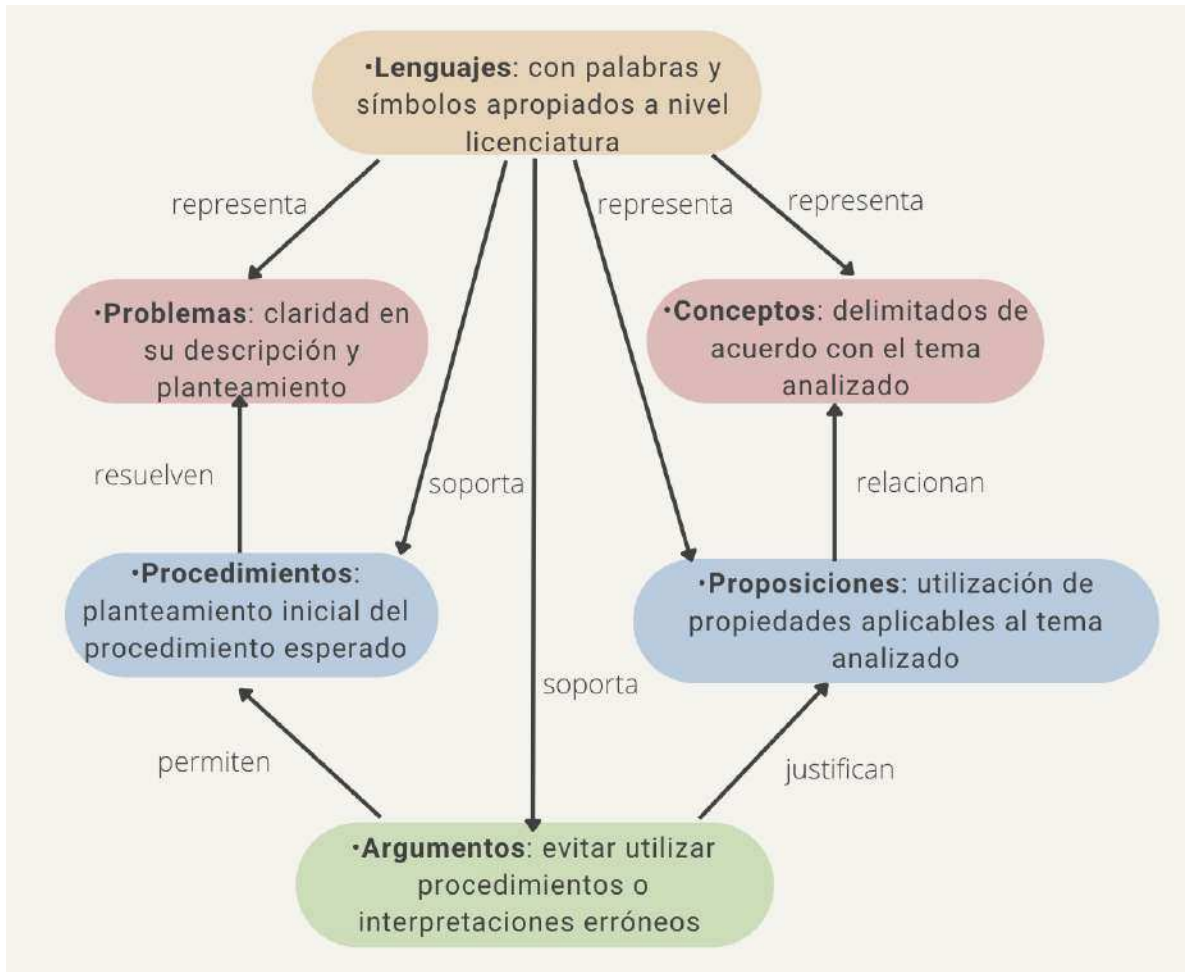 •Lenguajes: con palabras y
símbolos apropiados a nivel
licenciatura
representa
representa
representa
•Problemas: claridad en
su descripción y
planteamiento
•Conceptos: delimitados de
acuerdo con el tema
analizado
resuelven
soporta
relacionan
•Procedimientos:
planteamiento inicial del
procedimiento esperado
•Proposiciones: utilización de
propiedades aplicables al tema
analizado
soporta
permiten
justifican
•Argumentos: evitar utilizar
procedimientos o
interpretaciones erróneos